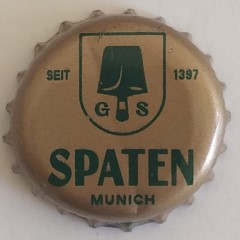 SEIT 1397
G S
SPATEN
MUNICH